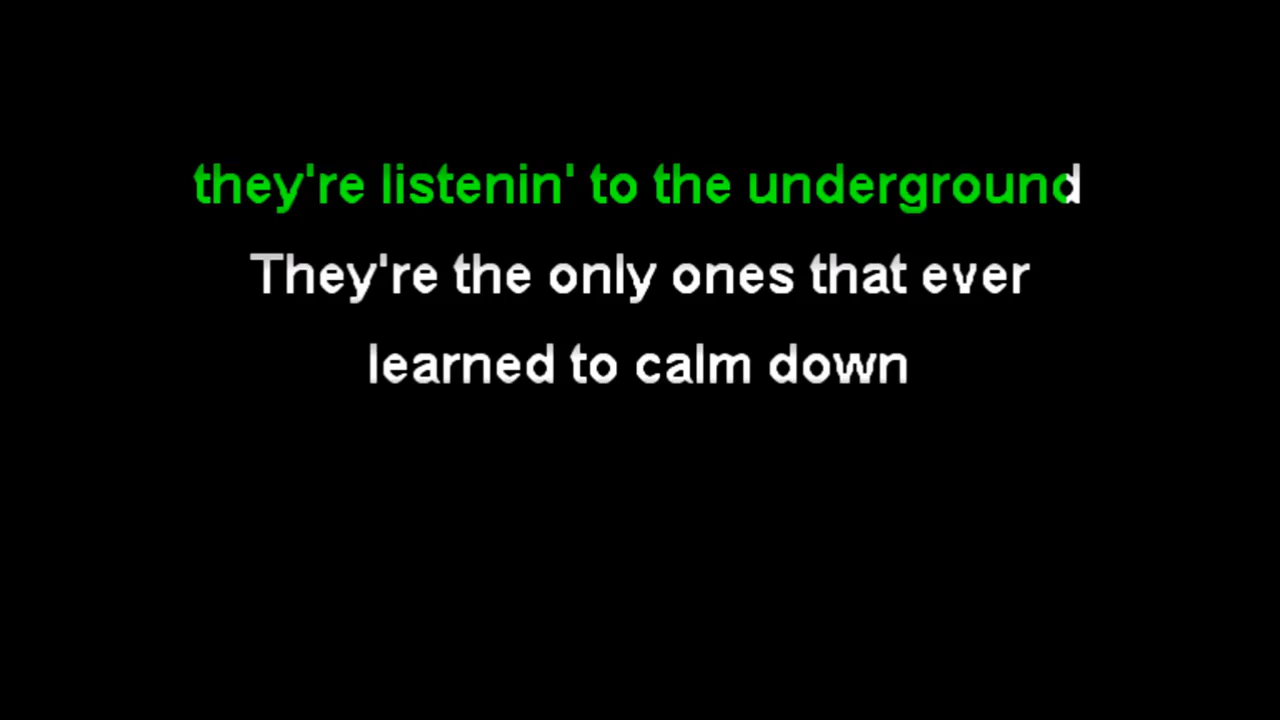 they're listenin' to the underground
They're the only ones that ever
learned to calm down